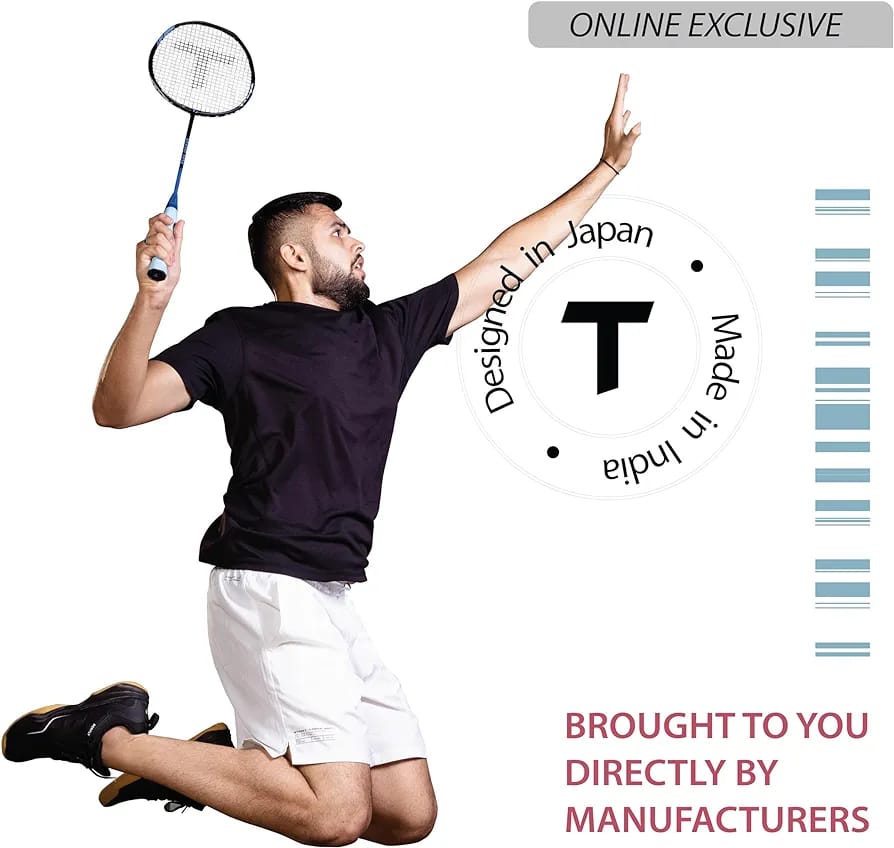 ONLINE EXCLUSIVE
T
Designed in Japan
Made in India
T
BROUGHT TO YOU
DIRECTLY BY
MANUFACTURERS